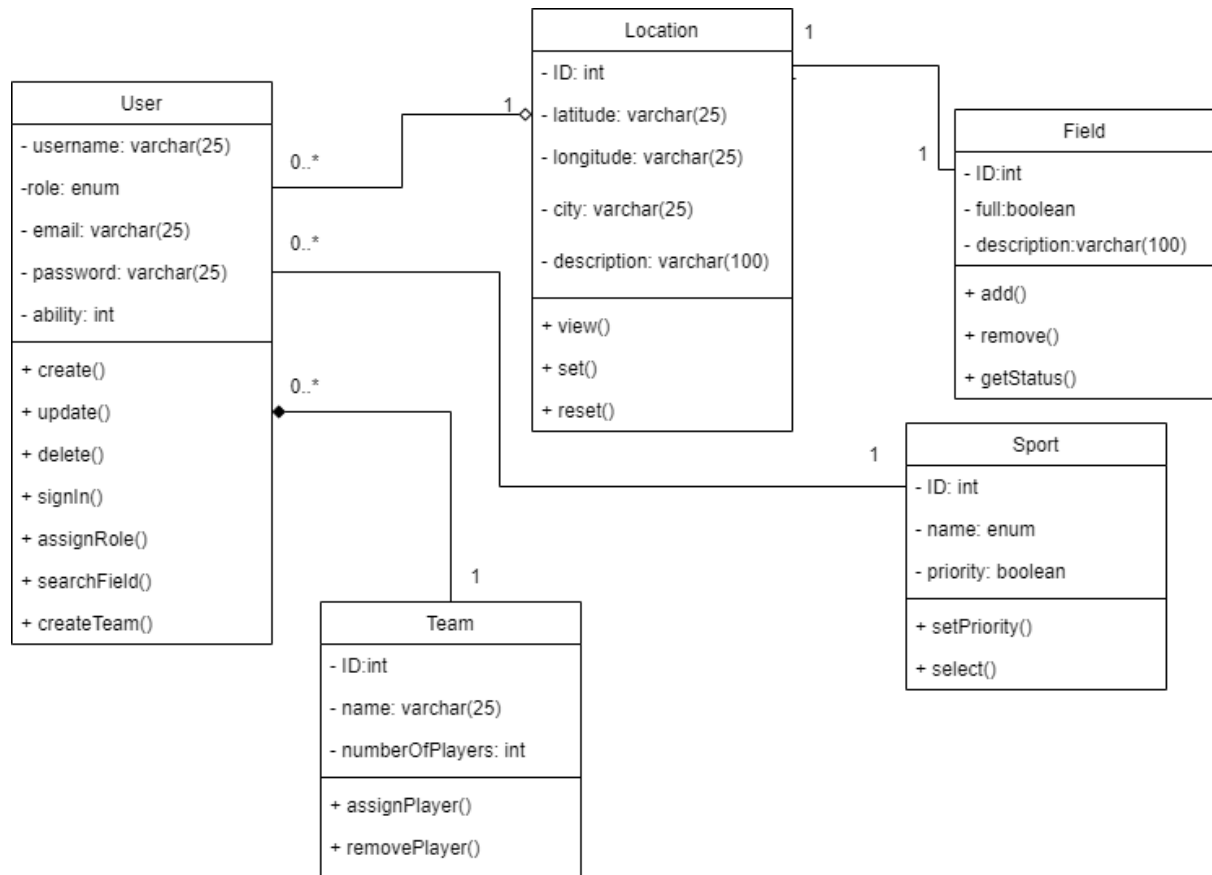 User
- username: varchar(25)
-role: enum
- email: varchar(25)
- password: varchar(25)
- ability: int
+ create()
+ update()
+ delete()
+ signIn()
+ assignRole()
+ searchField()
+ createTeam()
0..*
1
0..*
0..*
1
Location
- ID: int
- latitude: varchar(25)
- longitude: varchar(25)
- city: varchar(25)
- description: varchar(100)
+ view()
+ set()
+ reset()
1
1
Field
- ID:int
- full:boolean
- description:varchar(100)
+ add()
+ remove()
+ getStatus()
1
Sport
- ID: int
- name: enum
- priority: boolean
+ setPriority()
+ select()
Team
- ID:int
- name: varchar(25)
- numberOfPlayers: int
+ assignPlayer()
+ removePlayer()